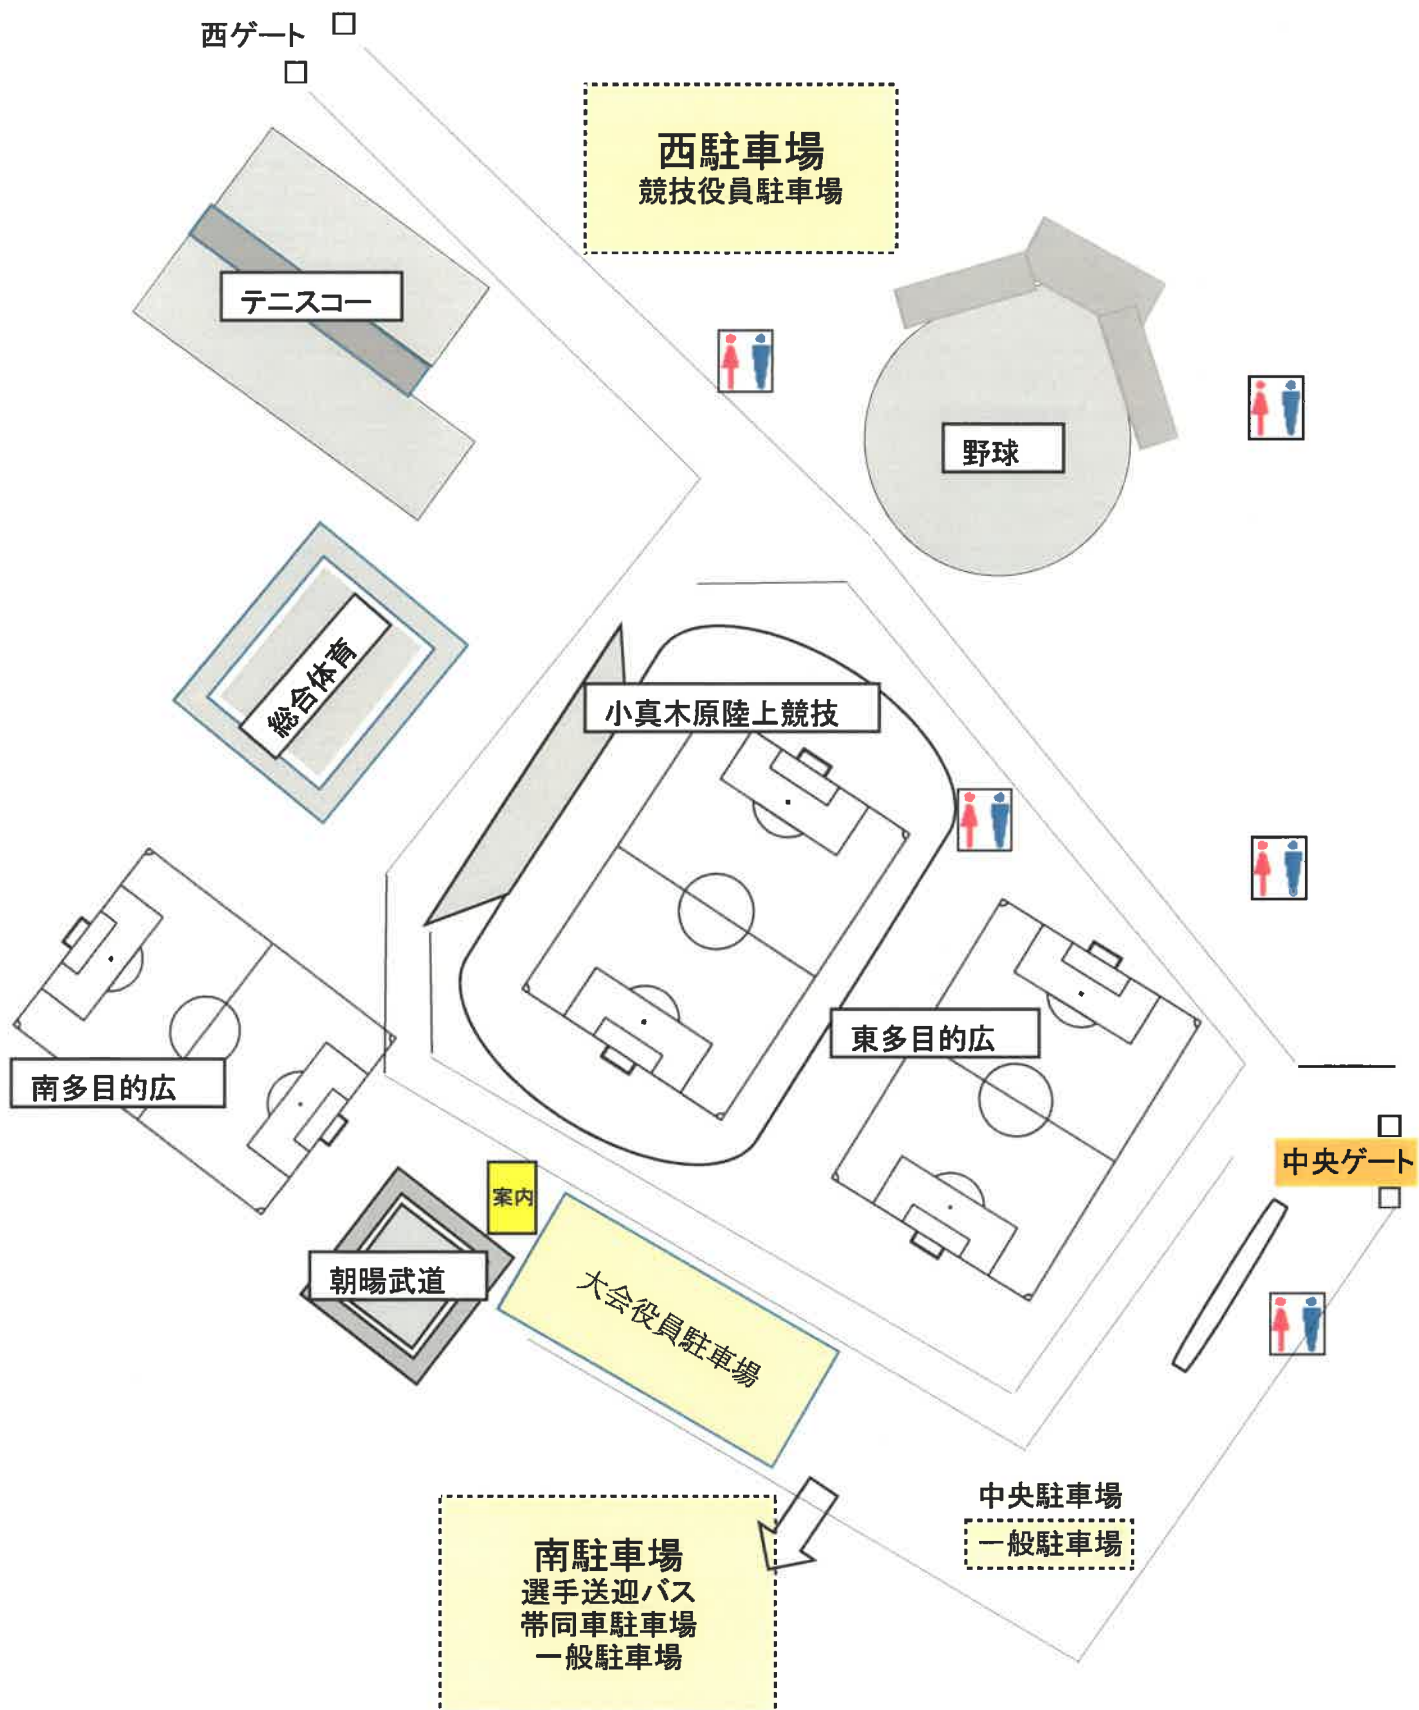 西ゲート
西駐車場
競技役員駐車場
テニスコー
野球
総合体育
小真木原陸上競技
東多目的広
南多目的広
中央ゲート
案内
朝暘武道
大会役員駐車場
中央駐車場
一般駐車場
南駐車場
選手送迎バス
帯同車駐車場
一般駐車場